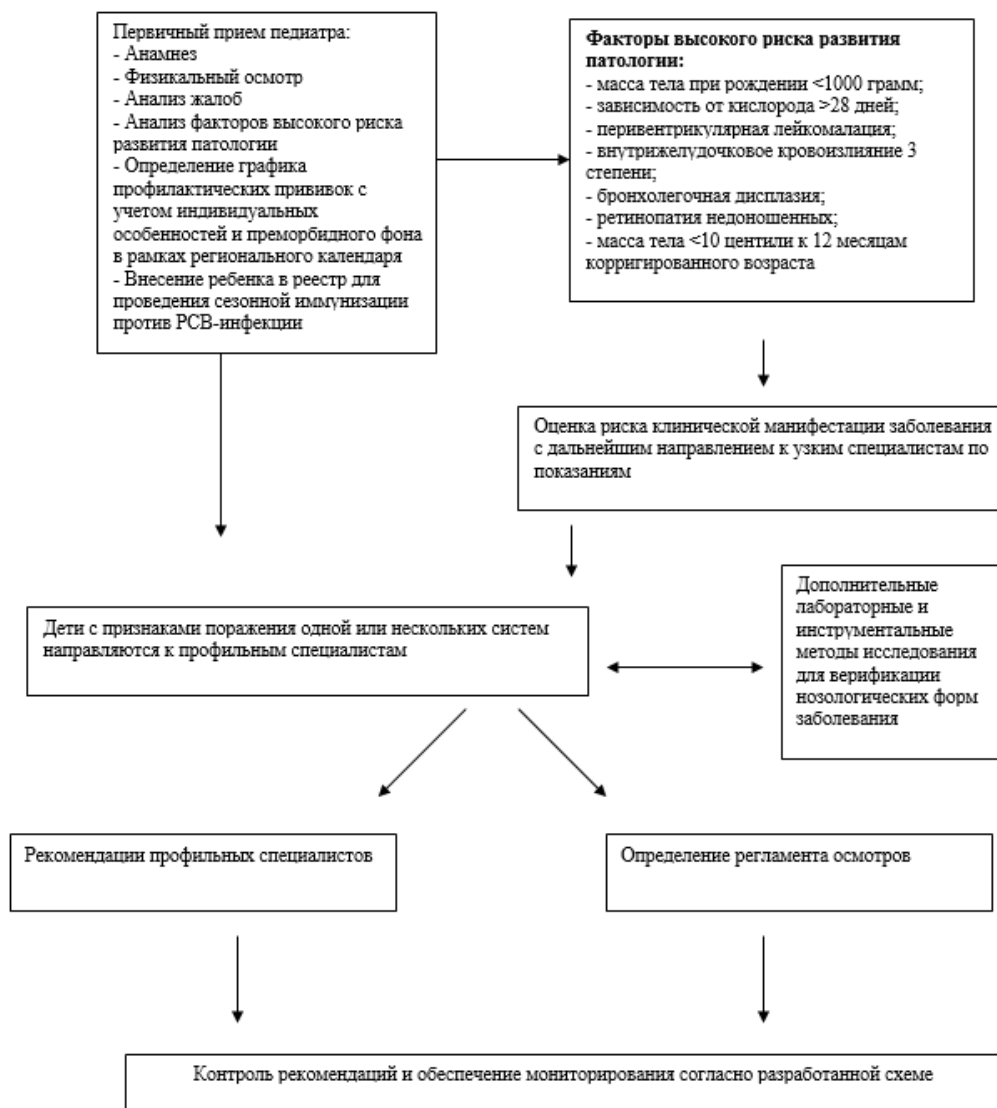 Первичный прием педиатра:
- Анамнез
- Физикальный осмотр
- Анализ жалоб
- Анализ факторов высокого риска
развития патологии
- Определение графика
профилактических прививок с
учетом индивидуальных
особенностей и преморбидного фона
в рамках регионального календаря
- Внесение ребенка в реестр для
проведения сезонной иммунизации
против РСВ-инфекции
Факторы высокого риска развития
патологии:
- масса тела при рождении <1000 грамм;
- зависимость от кислорода >28 дней;
- перивентрикулярная лейкомалация;
- внутрижелудочковое кровоизлияние 3
степени;
- бронхолегочная дисплазия;
- ретинопатия недоношенных;
- масса тела <10 центили к 12 месяцам
корригированного возраста
Оценка риска клинической манифестации заболевания
с дальнейшим направлением к узким специалистам по
показаниям
Дети с признаками поражения одной или нескольких систем
направляются к профильным специалистам
Дополнительные
лабораторные и
инструментальные
методы исследования
для верификации
нозологических форм
заболевания
Рекомендации профильных специалистов
Определение регламента осмотров
Контроль рекомендаций и обеспечение мониторирования согласно разработанной схеме